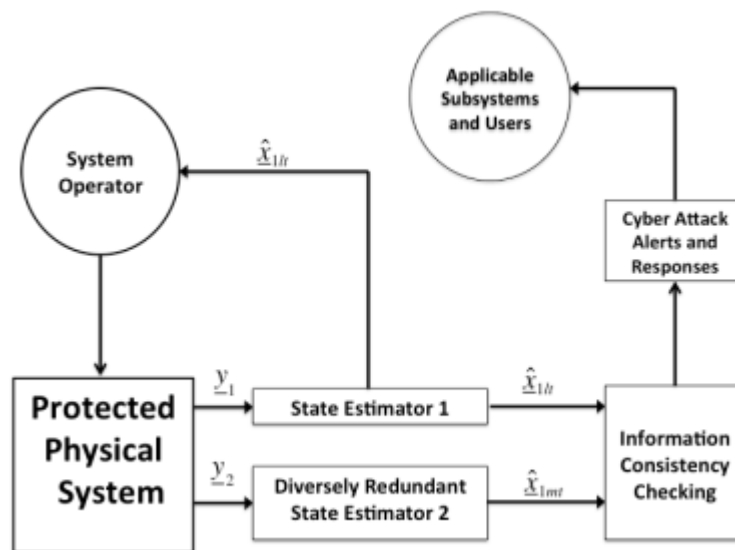 Applicable
Subsystems
and Users
System
Operator
x̂1lt
Cyber Attack
Alerts and
Responses
Protected
Physical
System
y1
State Estimator 1
x̂1lt
Information
Consistency
Checking
y2
Diversely Redundant
State Estimator 2
x̂1mt